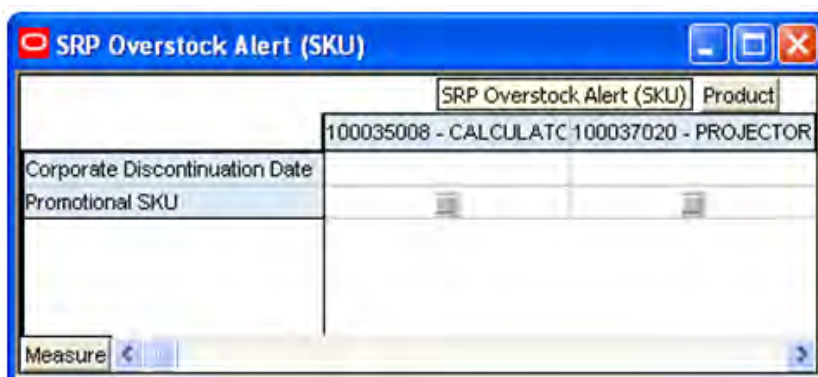 SRP Overstock Alert (SKU)
SRP Overstock Alert (SKU) Product
100035008 - CALCULATC 100037020 - PROJECTOR
Corporate Discontinuation Date
Promotional SKU
Measure